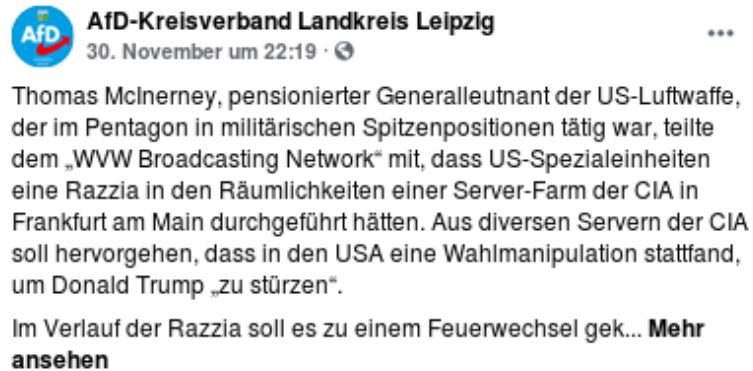 AfD
AfD-Kreisverband Landkreis Leipzig
30. November um 22:19 ·
Thomas McInerney, pensionierter Generalleutnant der US-Luftwaffe,
der im Pentagon in militärischen Spitzenpositionen tätig war, teilte
dem „WVW Broadcasting Network“ mit, dass US-Spezialeinheiten
eine Razzia in den Räumlichkeiten einer Server-Farm der CIA in
Frankfurt am Main durchgeführt hätten. Aus diversen Servern der CIA
soll hervorgehen, dass in den USA eine Wahlmanipulation stattfand,
um Donald Trump „zu stürzen“.
Im Verlauf der Razzia soll es zu einem Feuerwechsel gek... Mehr
ansehen